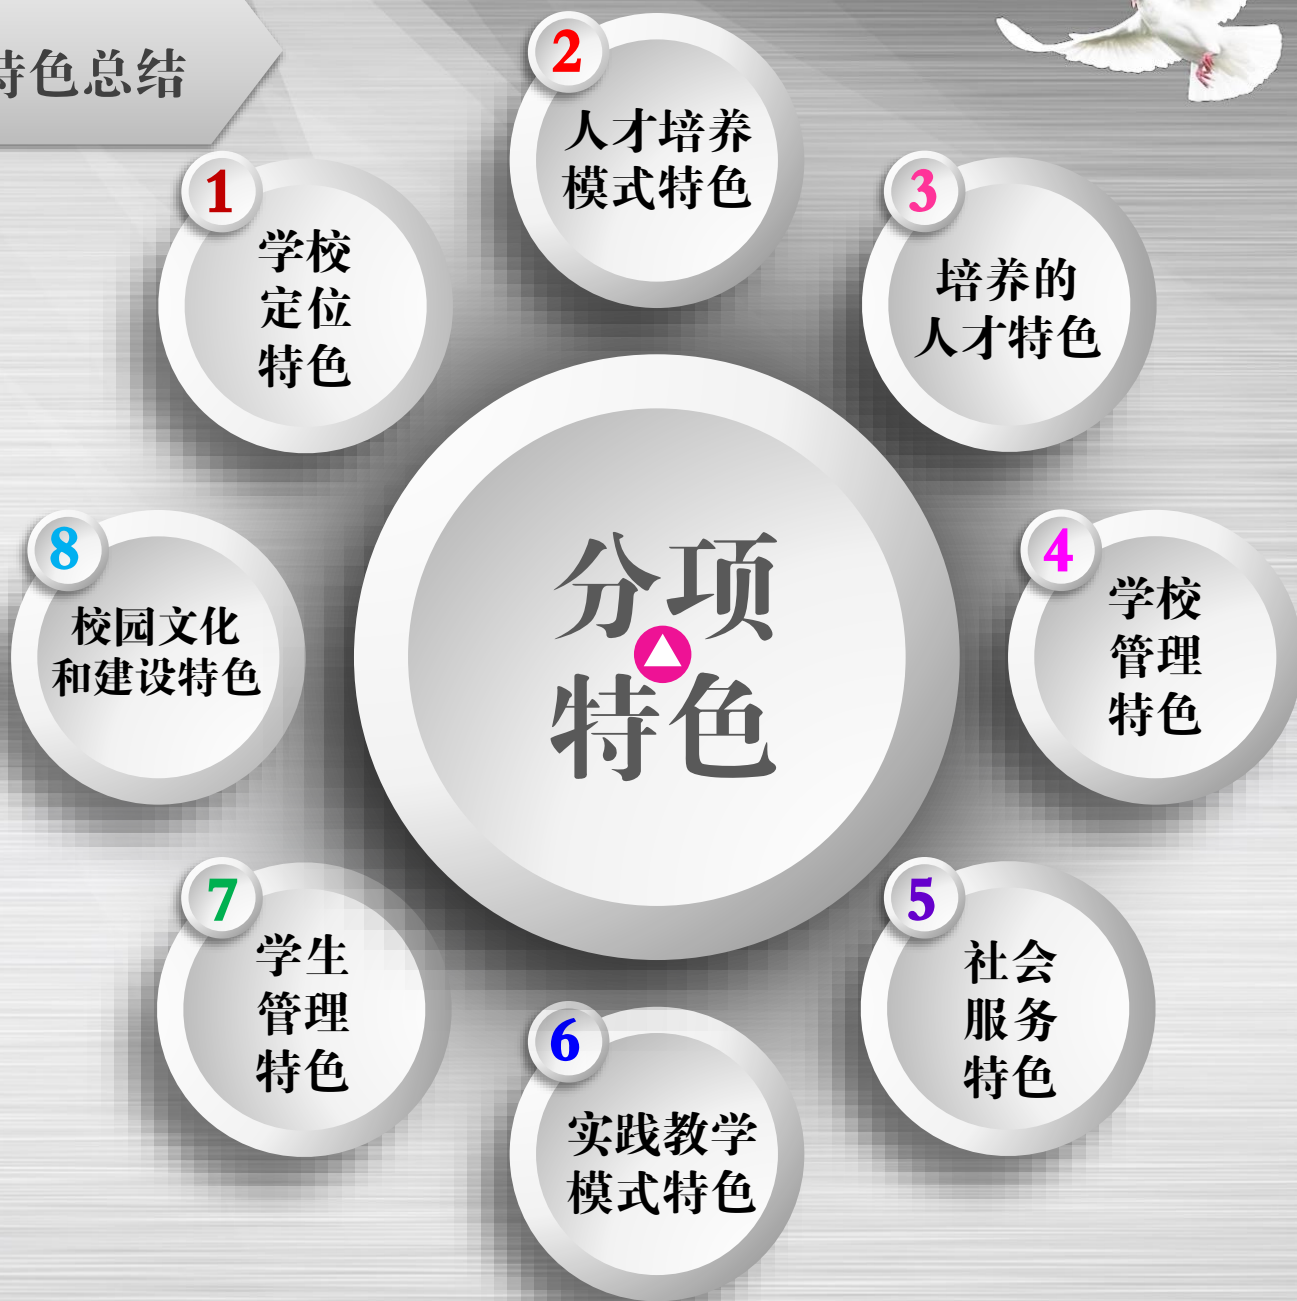 特色总结
1
学校
定位
特色
2
人才培养
模式特色
3
培养的
人才特色
4
学校
管理
特色
5
社会
服务
特色
6
实践教学
模式特色
7
学生
管理
特色
8
校园文化
和建设特色
分项
特色